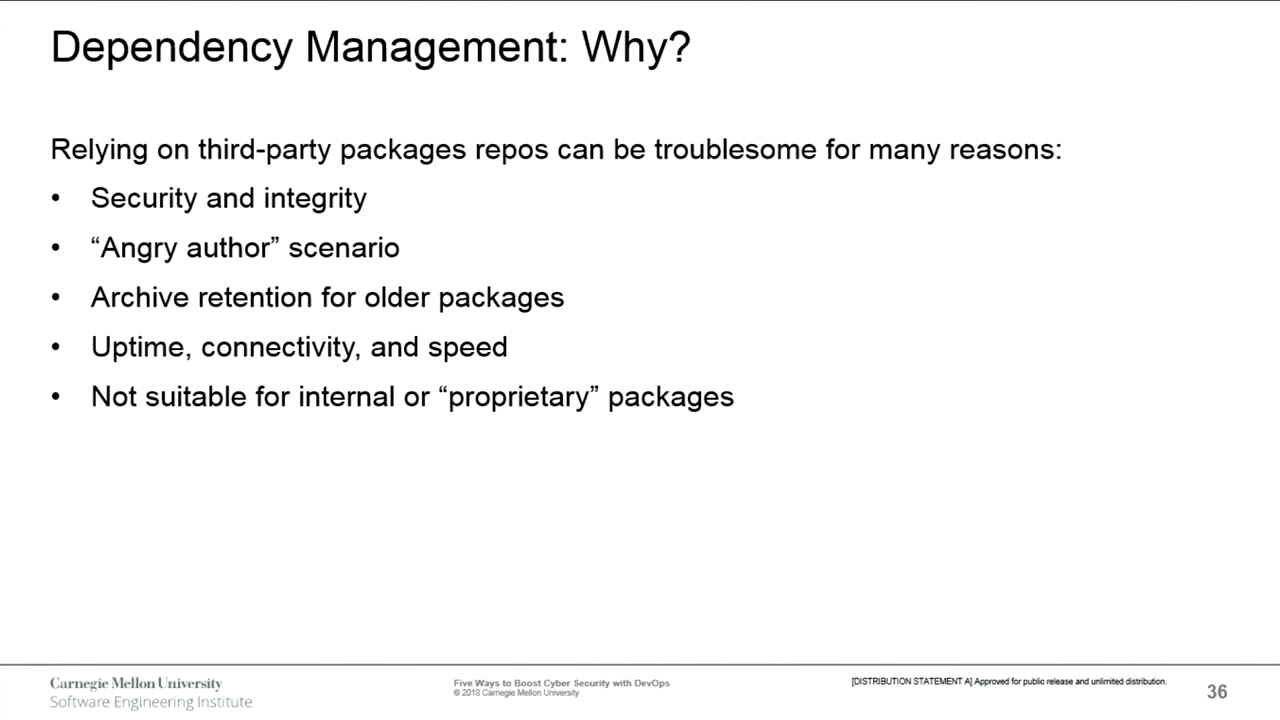 Dependency Management: Why?
Relying on third-party packages repos can be troublesome for many reasons:
• Security and integrity
• “Angry author” scenario
• Archive retention for older packages
• Uptime, connectivity, and speed
• Not suitable for internal or “proprietary” packages
Carnegie Mellon University
Software Engineering Institute
Five Ways to Boost Cyber Security with DevOps
© 2018 Carnegie Mellon University
[DISTRIBUTION STATEMENT A] Approved for public release and unlimited distribution.
36